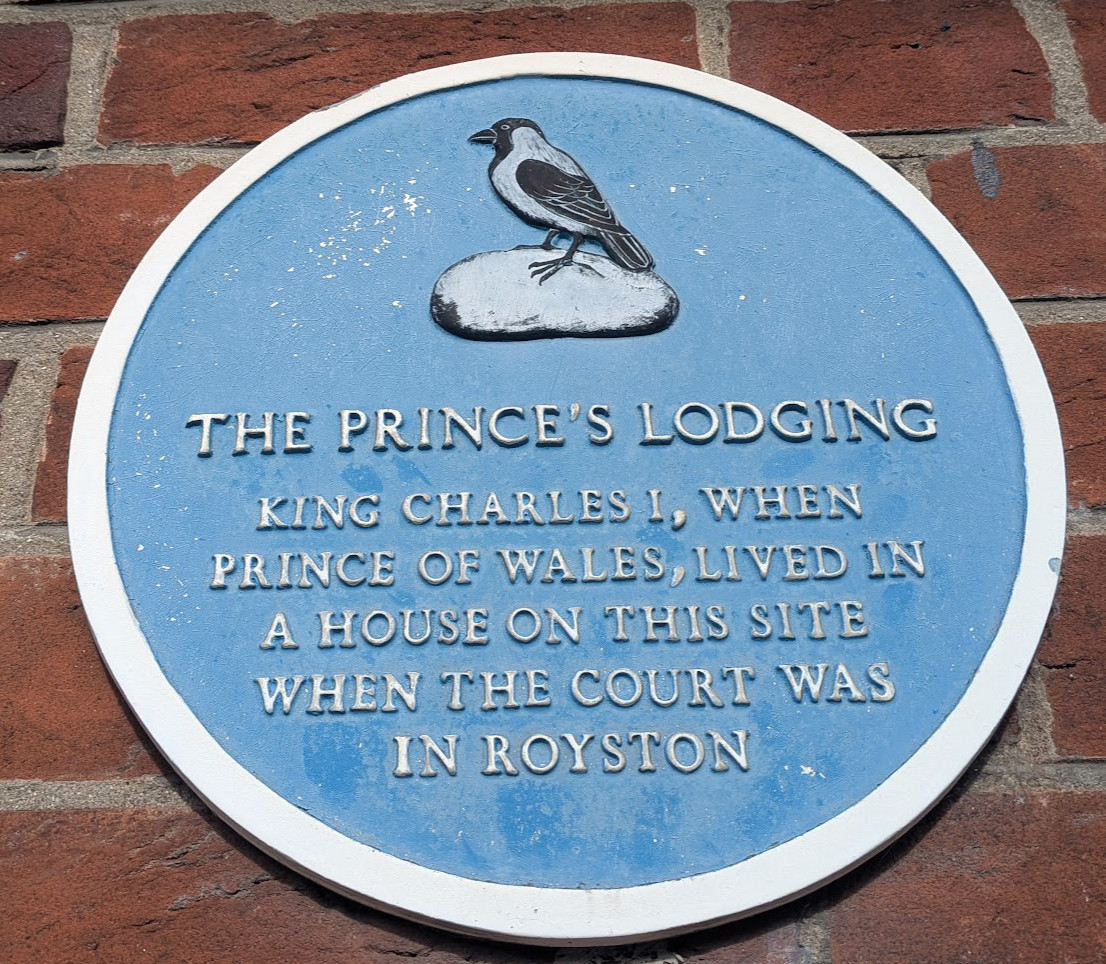 THE PRINCE'S LODGING
KING CHARLES I, WHEN
PRINCE OF WALES, LIVED IN
A HOUSE ON THIS SITE
WHEN THE COURT WAS
IN ROYSTON